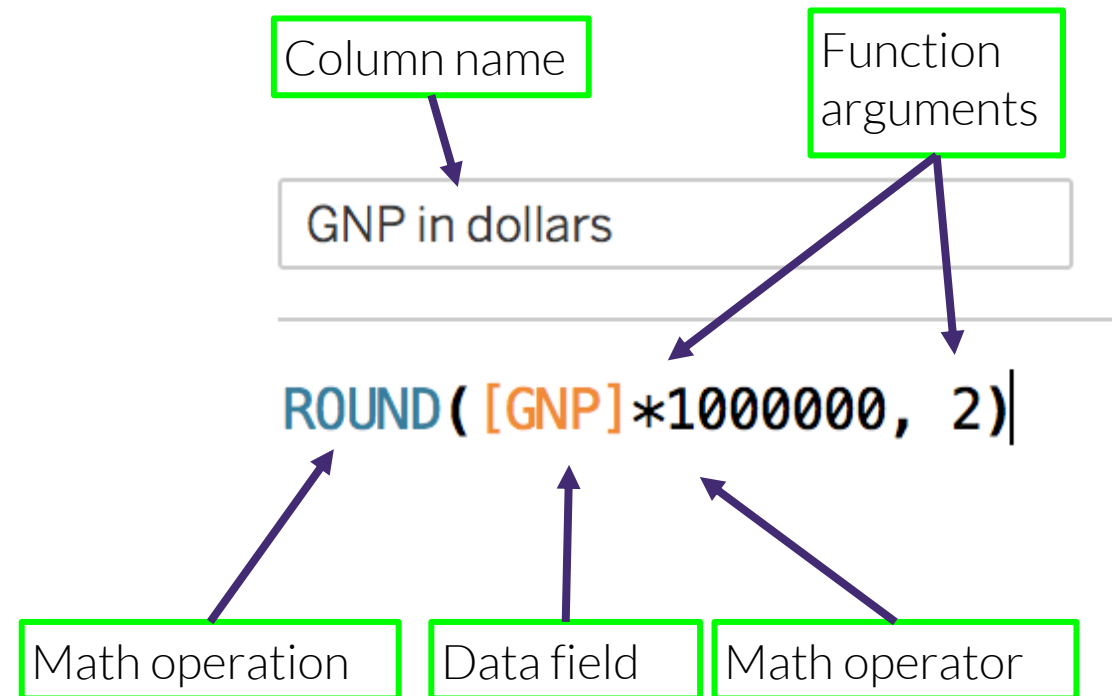 Column name
Function
arguments
GNP in dollars
ROUND([GNP]*1000000, 2)
Math operation
Data field
Math operator